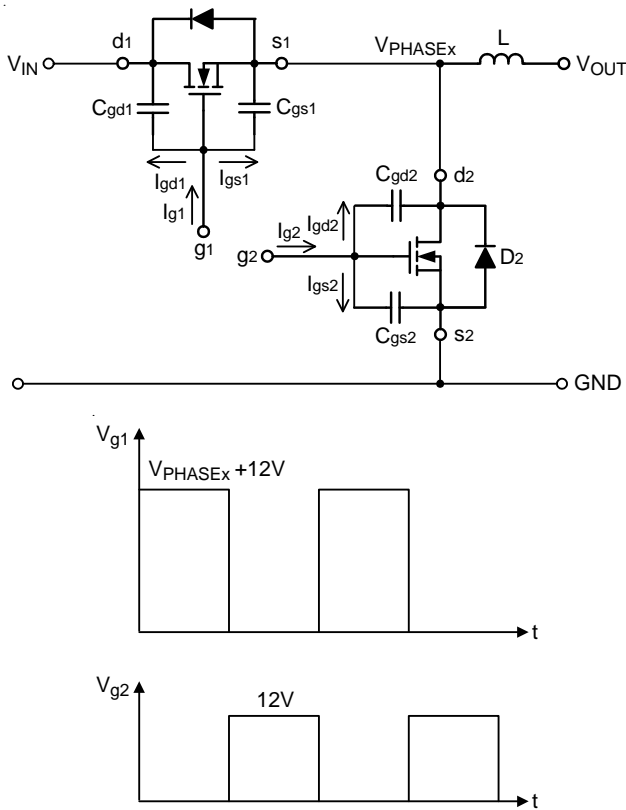 d1
s1
VPHASEx
L
VIN
VOUT
Cgd1
Cgs1
Igd1
Igs1
Ig1
g1
Cgd2
d2
Ig2
Igd2
g2
D2
Igs2
Cgs2
s2
GND
Vg1
VPHASEx +12V
t
Vg2
12V
t